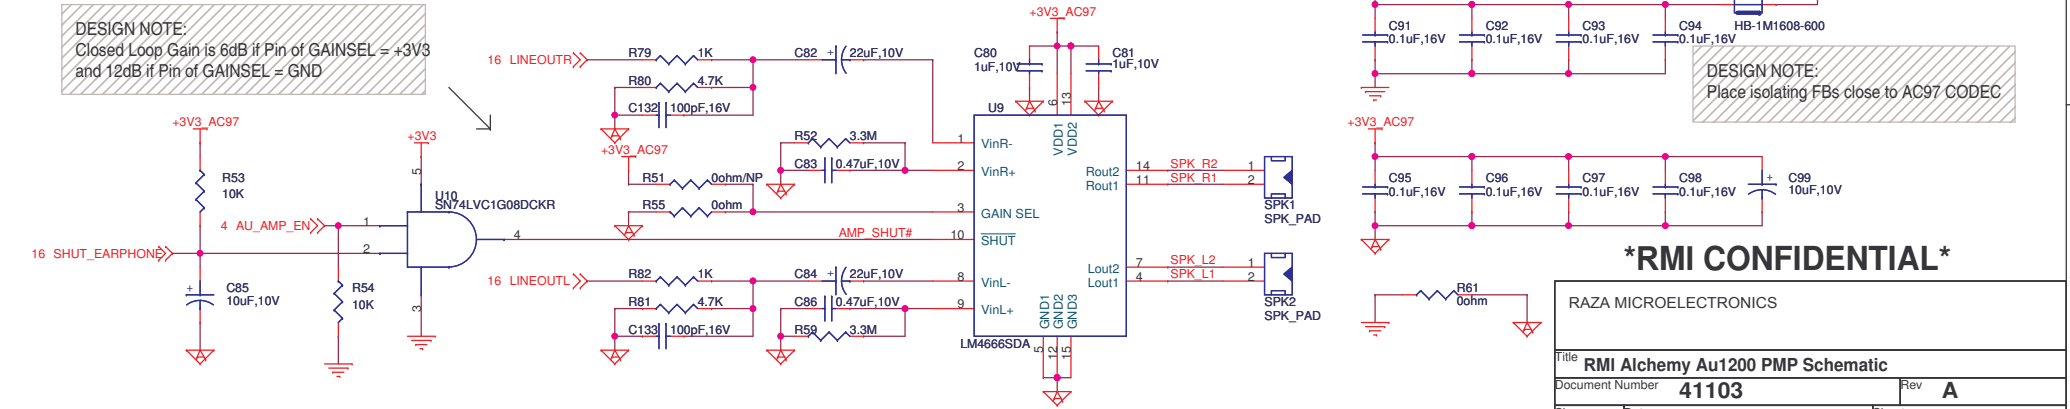 DESIGN NOTE:
Closed Loop Gain is 6dB if Pin of GAINSEL = +3V3
and 12dB if Pin of GAINSEL = GND
+3V3_AC97
R53
10K
4 AU_AMP_EN
16 SHUT_EARPHONE
+
C85
10uF,10V
R54
10K
+3V3
5
U10
SN74LVC1G08DCKR
1
2
4
3
16 LINEOUTR
R79 1K
R80 4.7K
C132 100pF,16V
C82 + 22uF,10V
+3V3_AC97
R52 3.3M
C83 0.47uF,10V
R51 0ohm/NP
R55 0ohm
AMP_SHUT#
16 LINEOUTL
R82 1K
R81 4.7K
C133 100pF,16V
C84 + 22uF,10V
C86 0.47uF,10V
R59 3.3M
+3V3_AC97
C80
1uF,10V
C81
1uF,10V
U9
6 13
VDD1
VDD2
1 VinR-
2 VinR+
3 GAIN SEL
10 SHUT
8 VinL-
9 VinL+
Rout2 14 SPK_R2 1
Rout1 11 SPK_R1 2
Lout2 7 SPK_L2 1
Lout1 4 SPK_L1 2
GND1
GND2
GND3
5 12 15
LM4666SDA
SPK1
SPK_PAD
SPK2
SPK_PAD
C91
0.1uF,16V
C92
0.1uF,16V
C93
0.1uF,16V
C94
0.1uF,16V
HB-1M1608-600
DESIGN NOTE:
Place isolating FBs close to AC97 CODEC
+3V3_AC97
C95
0.1uF,16V
C96
0.1uF,16V
C97
0.1uF,16V
C98
0.1uF,16V
+
C99
10uF,10V
R61
0ohm
A
A
A
A
A
A
A
A
A
A
A
*RMI CONFIDENTIAL*
RAZA MICROELECTRONICS
Title RMI Alchemy Au1200 PMP Schematic
Document Number 41103
Rev A